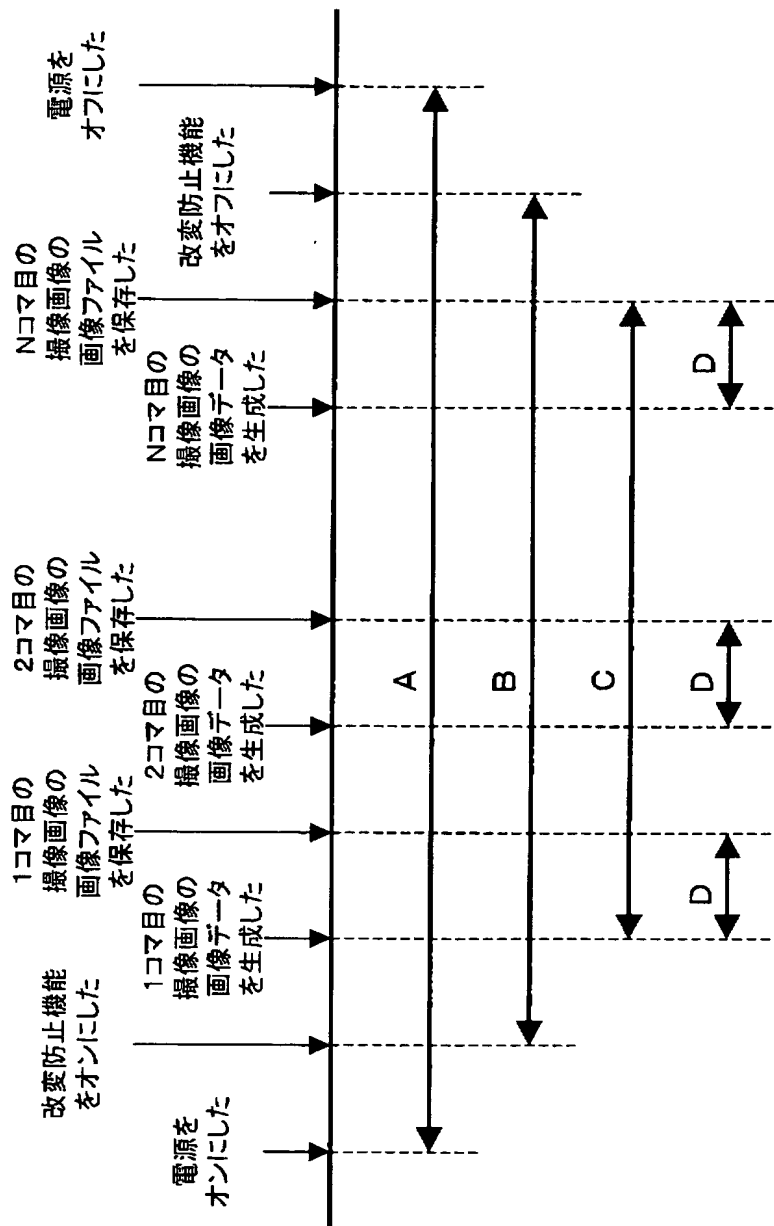 電源を
オンにした
改変防止機能
をオンにした
1コマ目の
撮像画像の
画像データ
を生成した
1コマ目の
撮像画像の
画像ファイル
を保存した
2コマ目の
撮像画像の
画像データ
を生成した
2コマ目の
撮像画像の
画像ファイル
を保存した
Nコマ目の
撮像画像の
画像データ
を生成した
Nコマ目の
撮像画像の
画像ファイル
を保存した
改変防止機能
をオフにした
電源を
オフにした
A
B
C
D
D
D